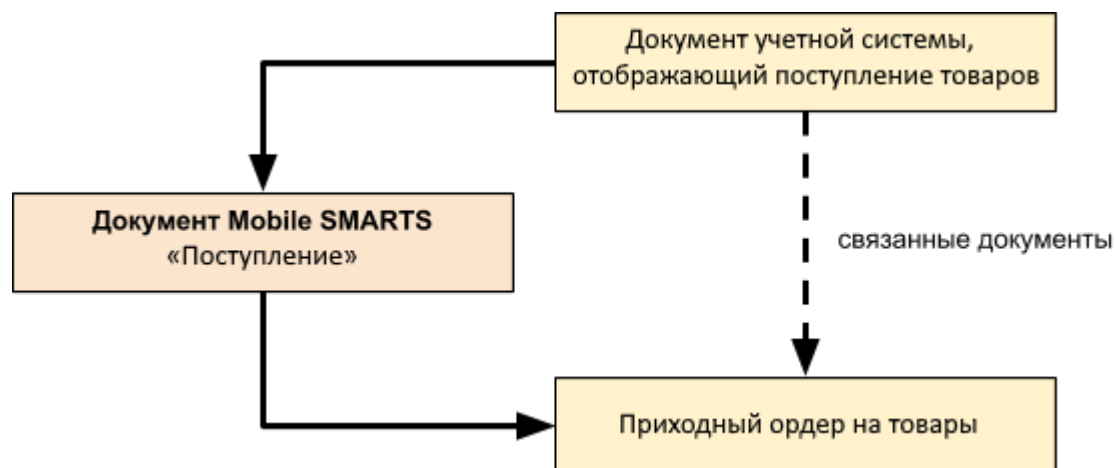 Документ учетной системы,
отображающий поступление товаров
Документ Mobile SMARTS
«Поступление»
связанные документы
Приходный ордер на товары